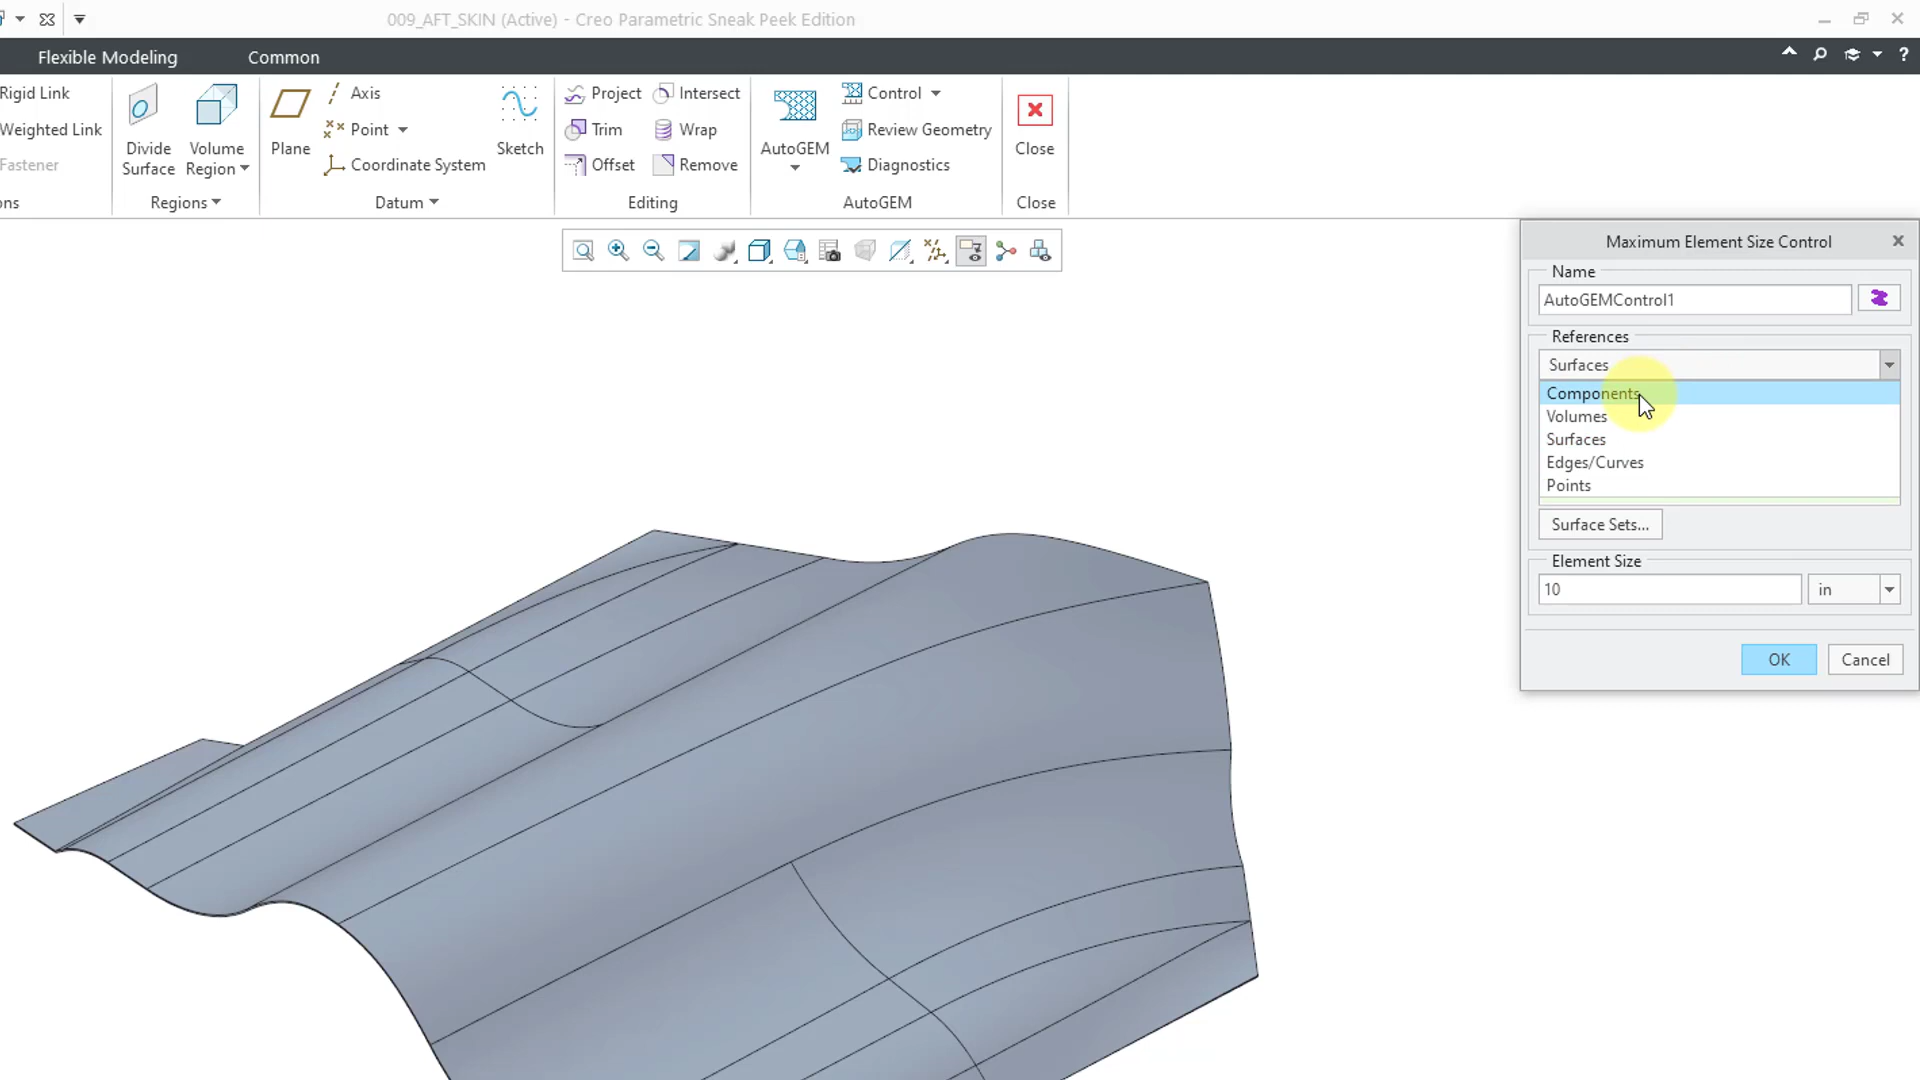 009_AFT_SKIN (Active) - Creo Parametric Sneak Peek Edition
Flexible Modeling
Common
?
Rigid Link
Weighted Link
Fastener
ons
Divide
Surface
Volume
Region
Regions
Plane
Axis
Point
Coordinate System
Sketch
Datum
Project
Intersect
Trim
Wrap
Offset
Remove
Editing
AutoGEM
Control
Review Geometry
Diagnostics
AutoGEM
Close
Close
Maximum Element Size Control
Name
AutoGEMControl1
References
Surfaces
Components
Volumes
Surfaces
Edges/Curves
Points
Surface Sets...
Element Size
10
in
OK
Cancel